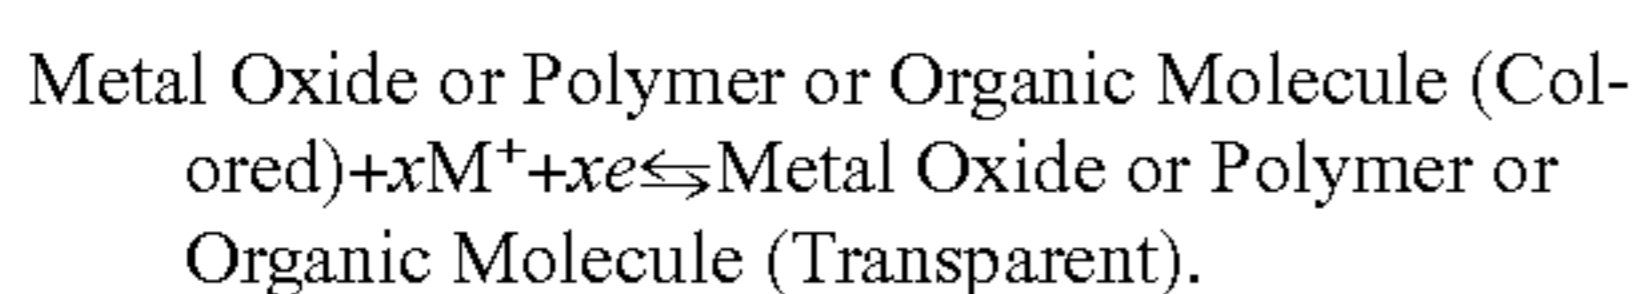 Metal Oxide or Polymer or Organic Molecule (Col-
ored)+xM⁺+xe⇆Metal Oxide or Polymer or
Organic Molecule (Transparent).